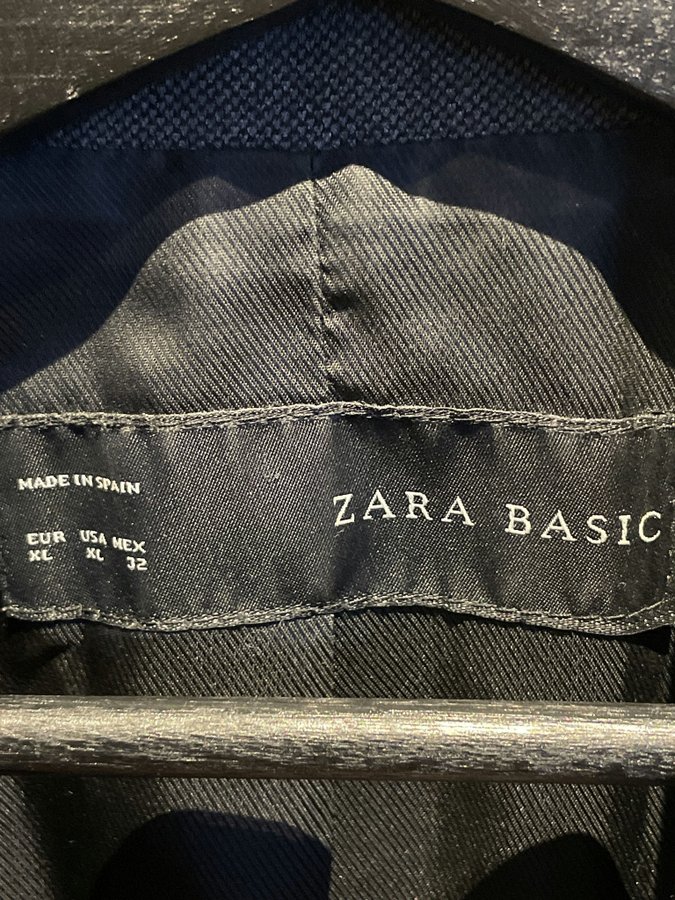 MADE IN SPAIN
ZARA BASIC
EUR USA MEX
XL XL 32